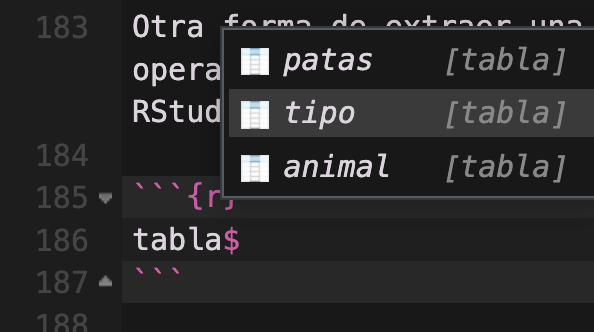 183 Otra forma de extraer una
opera
RStud
patas [tabla]
tipo [tabla]
animal [tabla]
184
185 ```{r}
186 tabla$
187 ```
188